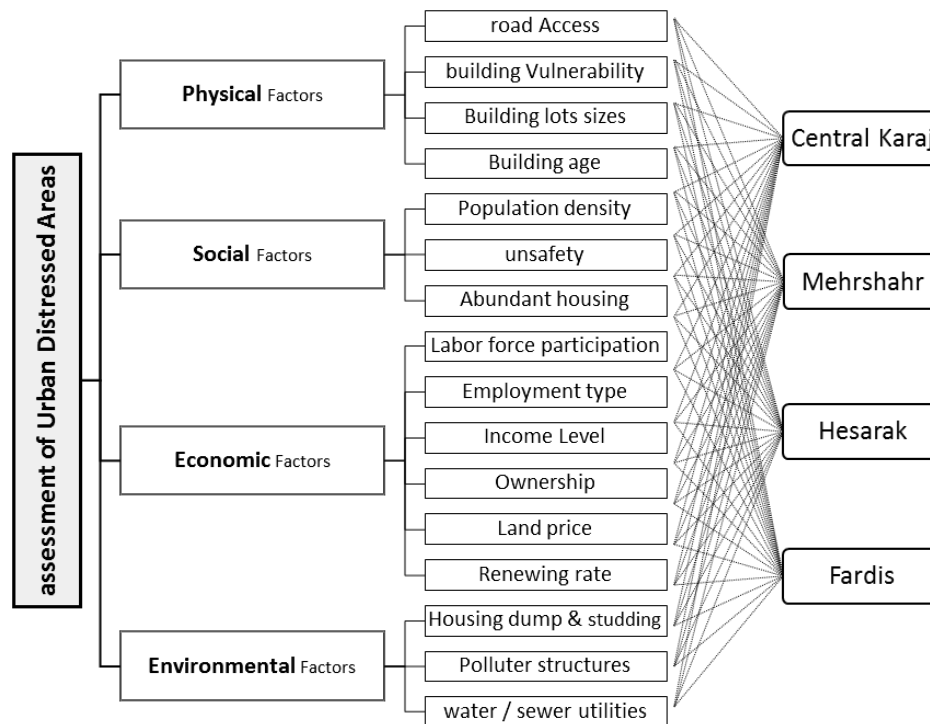 assessment of Urban Distressed Areas
Physical Factors
road Access
building Vulnerability
Building lots sizes
Building age
Social Factors
Population density
unsafety
Abundant housing
Economic Factors
Labor force participation
Employment type
Income Level
Ownership
Land price
Renewing rate
Environmental Factors
Housing dump & studding
Polluter structures
water / sewer utilities
Central Karaj
Mehrshahr
Hesarak
Fardis